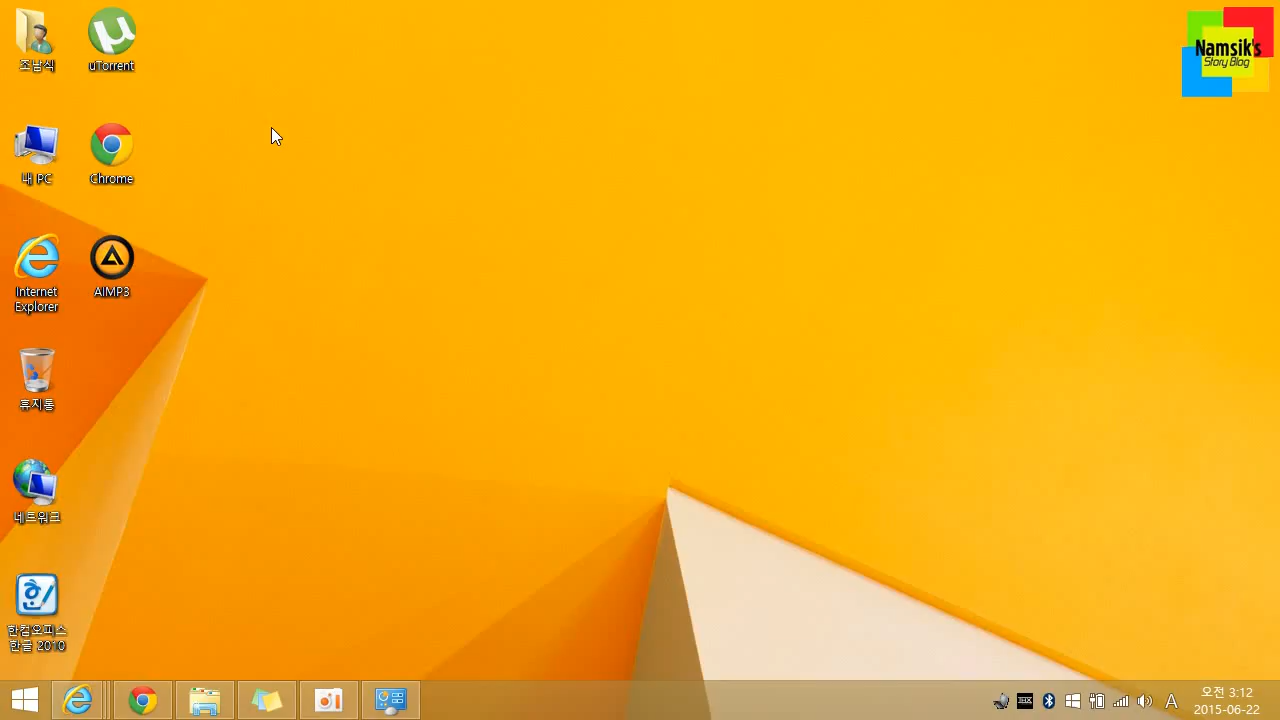 조남식
uTorrent
Namsik's
Story Blog
내 PC
Chrome
Internet
Explorer
AIMP3
휴지통
네트워크
한컴오피스
한글 2010
THX
A
오전 3:12
2015-06-22